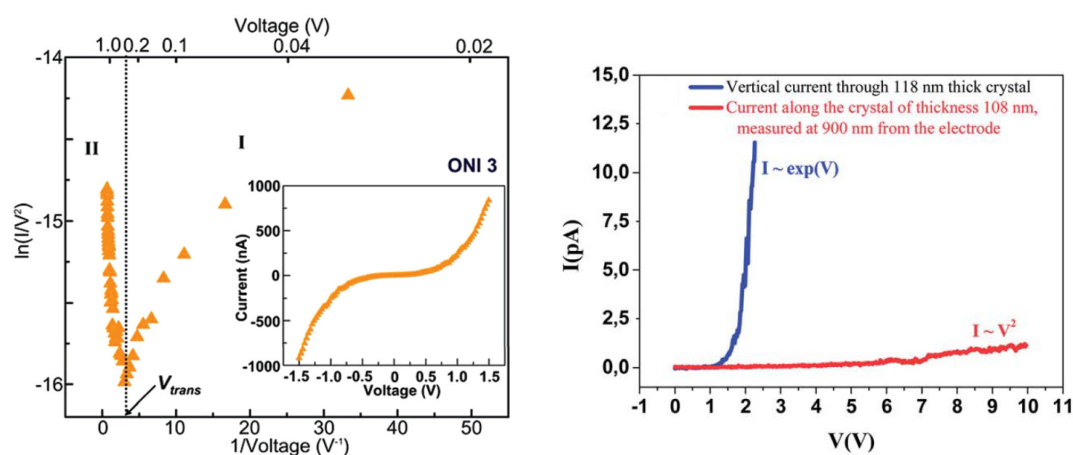 Voltage (V)
1.0 0.2 0.1 0.04 0.02
-14
-15
-16
ln(I/V²)
II
I
ONI 3
1000
500
0
-500
-1000
Current (nA)
-1.5 -1.0 -0.5 0.0 0.5 1.0 1.5
Voltage (V)
V trans
0 10 20 30 40 50
1/Voltage (V⁻¹)
15,0
12,5
10,0
7,5
5,0
2,5
0,0
I(pA)
Vertical current through 118 nm thick crystal
Current along the crystal of thickness 108 nm,
measured at 900 nm from the electrode
I ~ exp(V)
I ~ V²
-1 0 1 2 3 4 5 6 7 8 9 10 11
V(V)